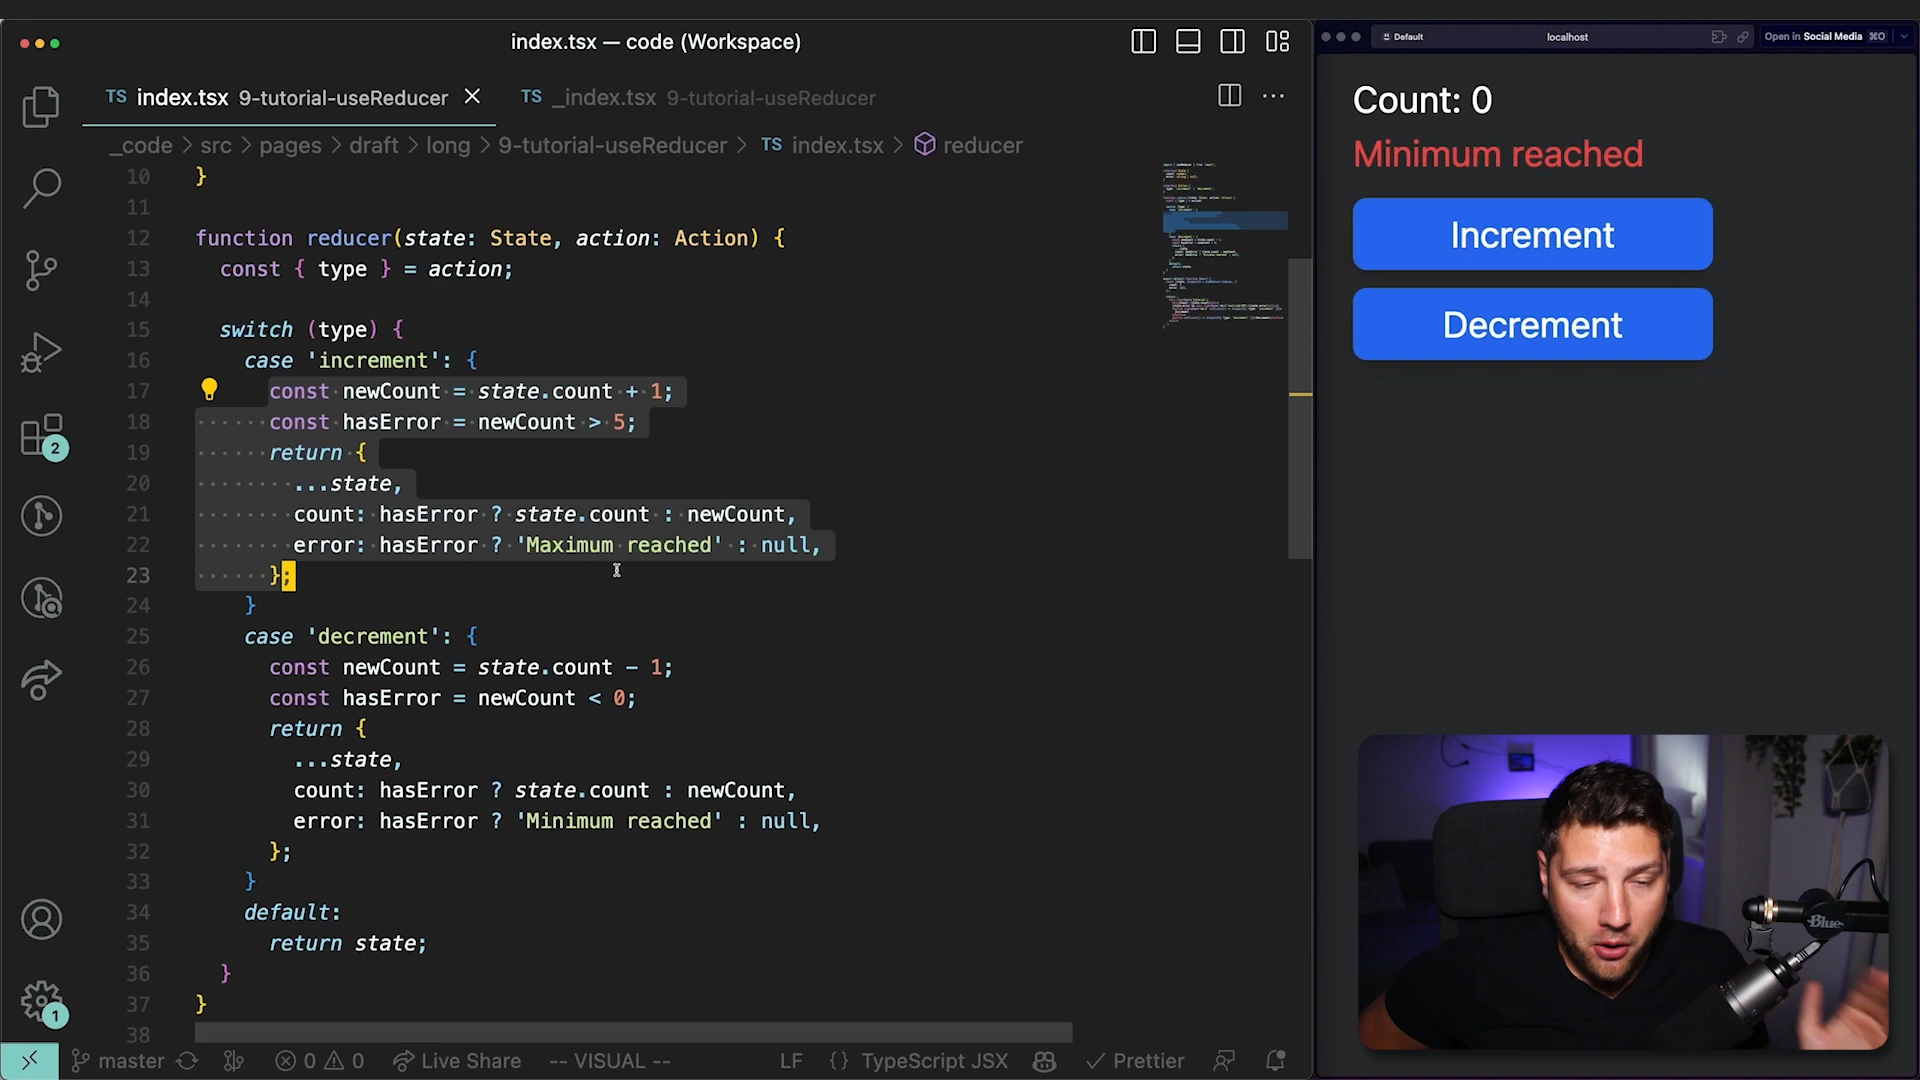 index.tsx — code (Workspace)
TS index.tsx 9-tutorial-useReducer
TS _index.tsx 9-tutorial-useReducer
_code > src > pages > draft > long > 9-tutorial-useReducer > TS index.tsx > reducer
10 }
11
12 function reducer(state: State, action: Action) {
13 const { type } = action;
14
15 switch (type) {
16 case 'increment': {
17 const newCount = state.count + 1;
18 const hasError = newCount > 5;
19 return {
20 ...state,
21 count: hasError ? state.count : newCount,
22 error: hasError ? 'Maximum reached' : null,
23 };
24 }
25 case 'decrement': {
26 const newCount = state.count - 1;
27 const hasError = newCount < 0;
28 return {
29 ...state,
30 count: hasError ? state.count : newCount,
31 error: hasError ? 'Minimum reached' : null,
32 };
33 }
34 default:
35 return state;
36 }
37 }
38
2
1
master 0 0 Live Share -- VISUAL -- LF {} TypeScript JSX Prettier
Default localhost Open in Social Media ⌘O
Count: 0
Minimum reached
Increment
Decrement
Blue